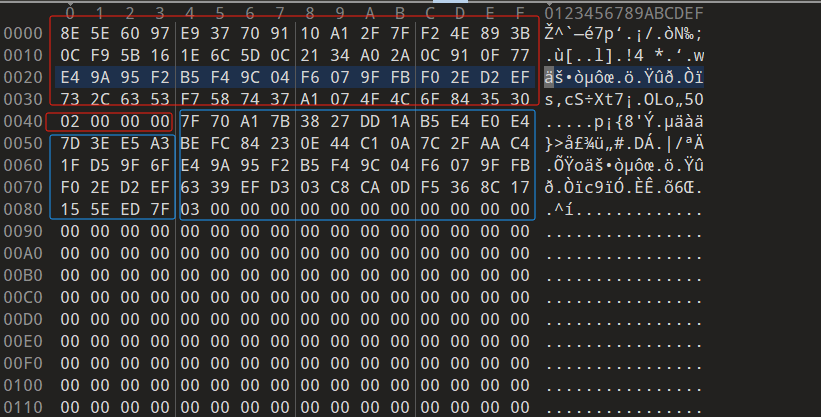 0 1 2 3 4 5 6 7 8 9 A B C D E F 0123456789ABCDEF
0000 8E 5E 60 97 E9 37 70 91 10 A1 2F 7F F2 4E 89 3B Ž^`—é7p‘.¡/.òN‰;
0010 0C F9 5B 16 1E 6C 5D 0C 21 34 A0 2A 0C 91 0F 77 .ù[..l].!4 *.‘.w
0020 E4 9A 95 F2 B5 F4 9C 04 F6 07 9F FB F0 2E D2 EF äš•òµôœ.ö.Ÿûð.Òï
0030 73 2C 63 53 F7 58 74 37 A1 07 4F 4C 6F 84 35 30 s,cS÷Xt7¡.OLo„50
0040 02 00 00 00 7F 70 A1 7B 38 27 DD 1A B5 E4 E0 E4 .....p¡{8'Ý.µäàä
0050 7D 3E E5 A3 BE FC 84 23 0E 44 C1 0A 7C 2F AA C4 }>å£¾ü„#.DÁ.|/ªÄ
0060 1F D5 9F 6F E4 9A 95 F2 B5 F4 9C 04 F6 07 9F FB .ÕŸoäš•òµôœ.ö.Ÿû
0070 F0 2E D2 EF 63 39 EF D3 03 C8 CA 0D F5 36 8C 17 ð.Òïc9ïÓ.ÈÊ.õ6Œ.
0080 15 5E ED 7F 03 00 00 00 00 00 00 00 00 00 00 00 .^í.............
0090 00 00 00 00 00 00 00 00 00 00 00 00 00 00 00 00 ................
00A0 00 00 00 00 00 00 00 00 00 00 00 00 00 00 00 00 ................
00B0 00 00 00 00 00 00 00 00 00 00 00 00 00 00 00 00 ................
00C0 00 00 00 00 00 00 00 00 00 00 00 00 00 00 00 00 ................
00D0 00 00 00 00 00 00 00 00 00 00 00 00 00 00 00 00 ................
00E0 00 00 00 00 00 00 00 00 00 00 00 00 00 00 00 00 ................
00F0 00 00 00 00 00 00 00 00 00 00 00 00 00 00 00 00 ................
0100 00 00 00 00 00 00 00 00 00 00 00 00 00 00 00 00 ................
0110 00 00 00 00 00 00 00 00 00 00 00 00 00 00 00 00 ................